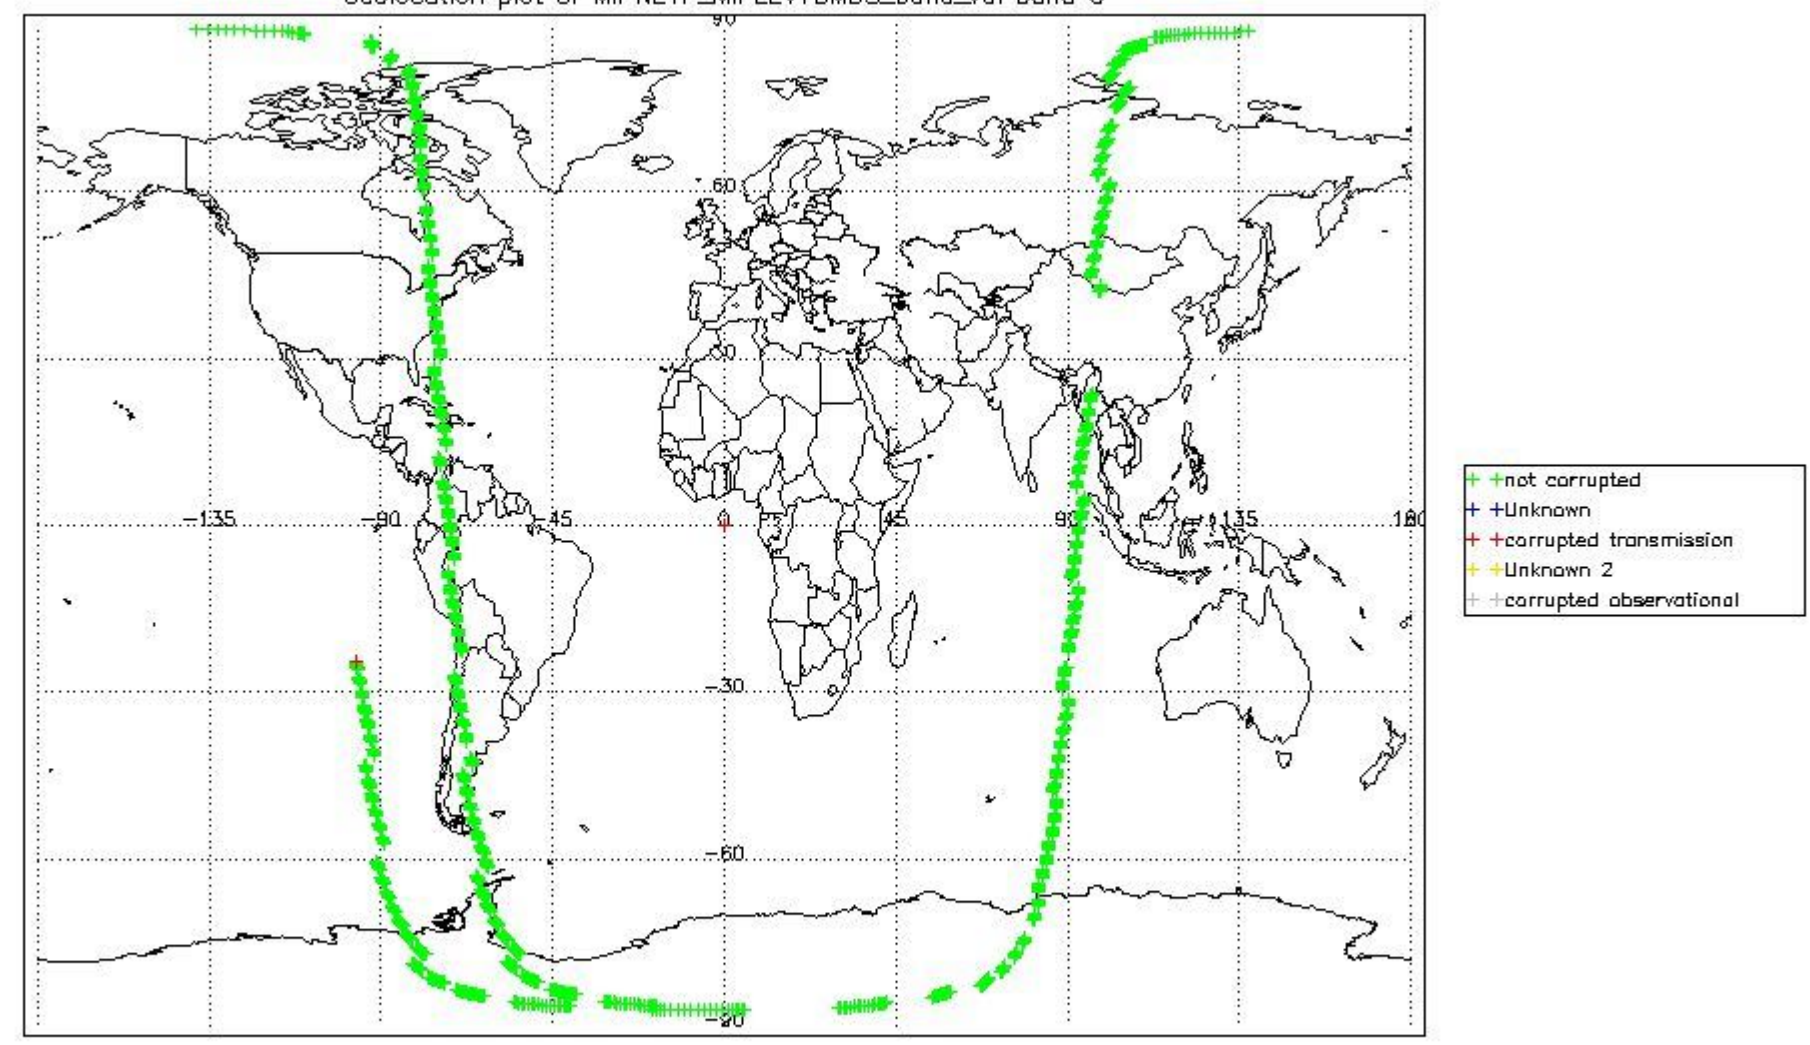 90
60
30
-135
-90
-45
0
45
90
135
180
-30
-60
-90
not corrupted
Unknown
corrupted transmission
Unknown 2
corrupted observational